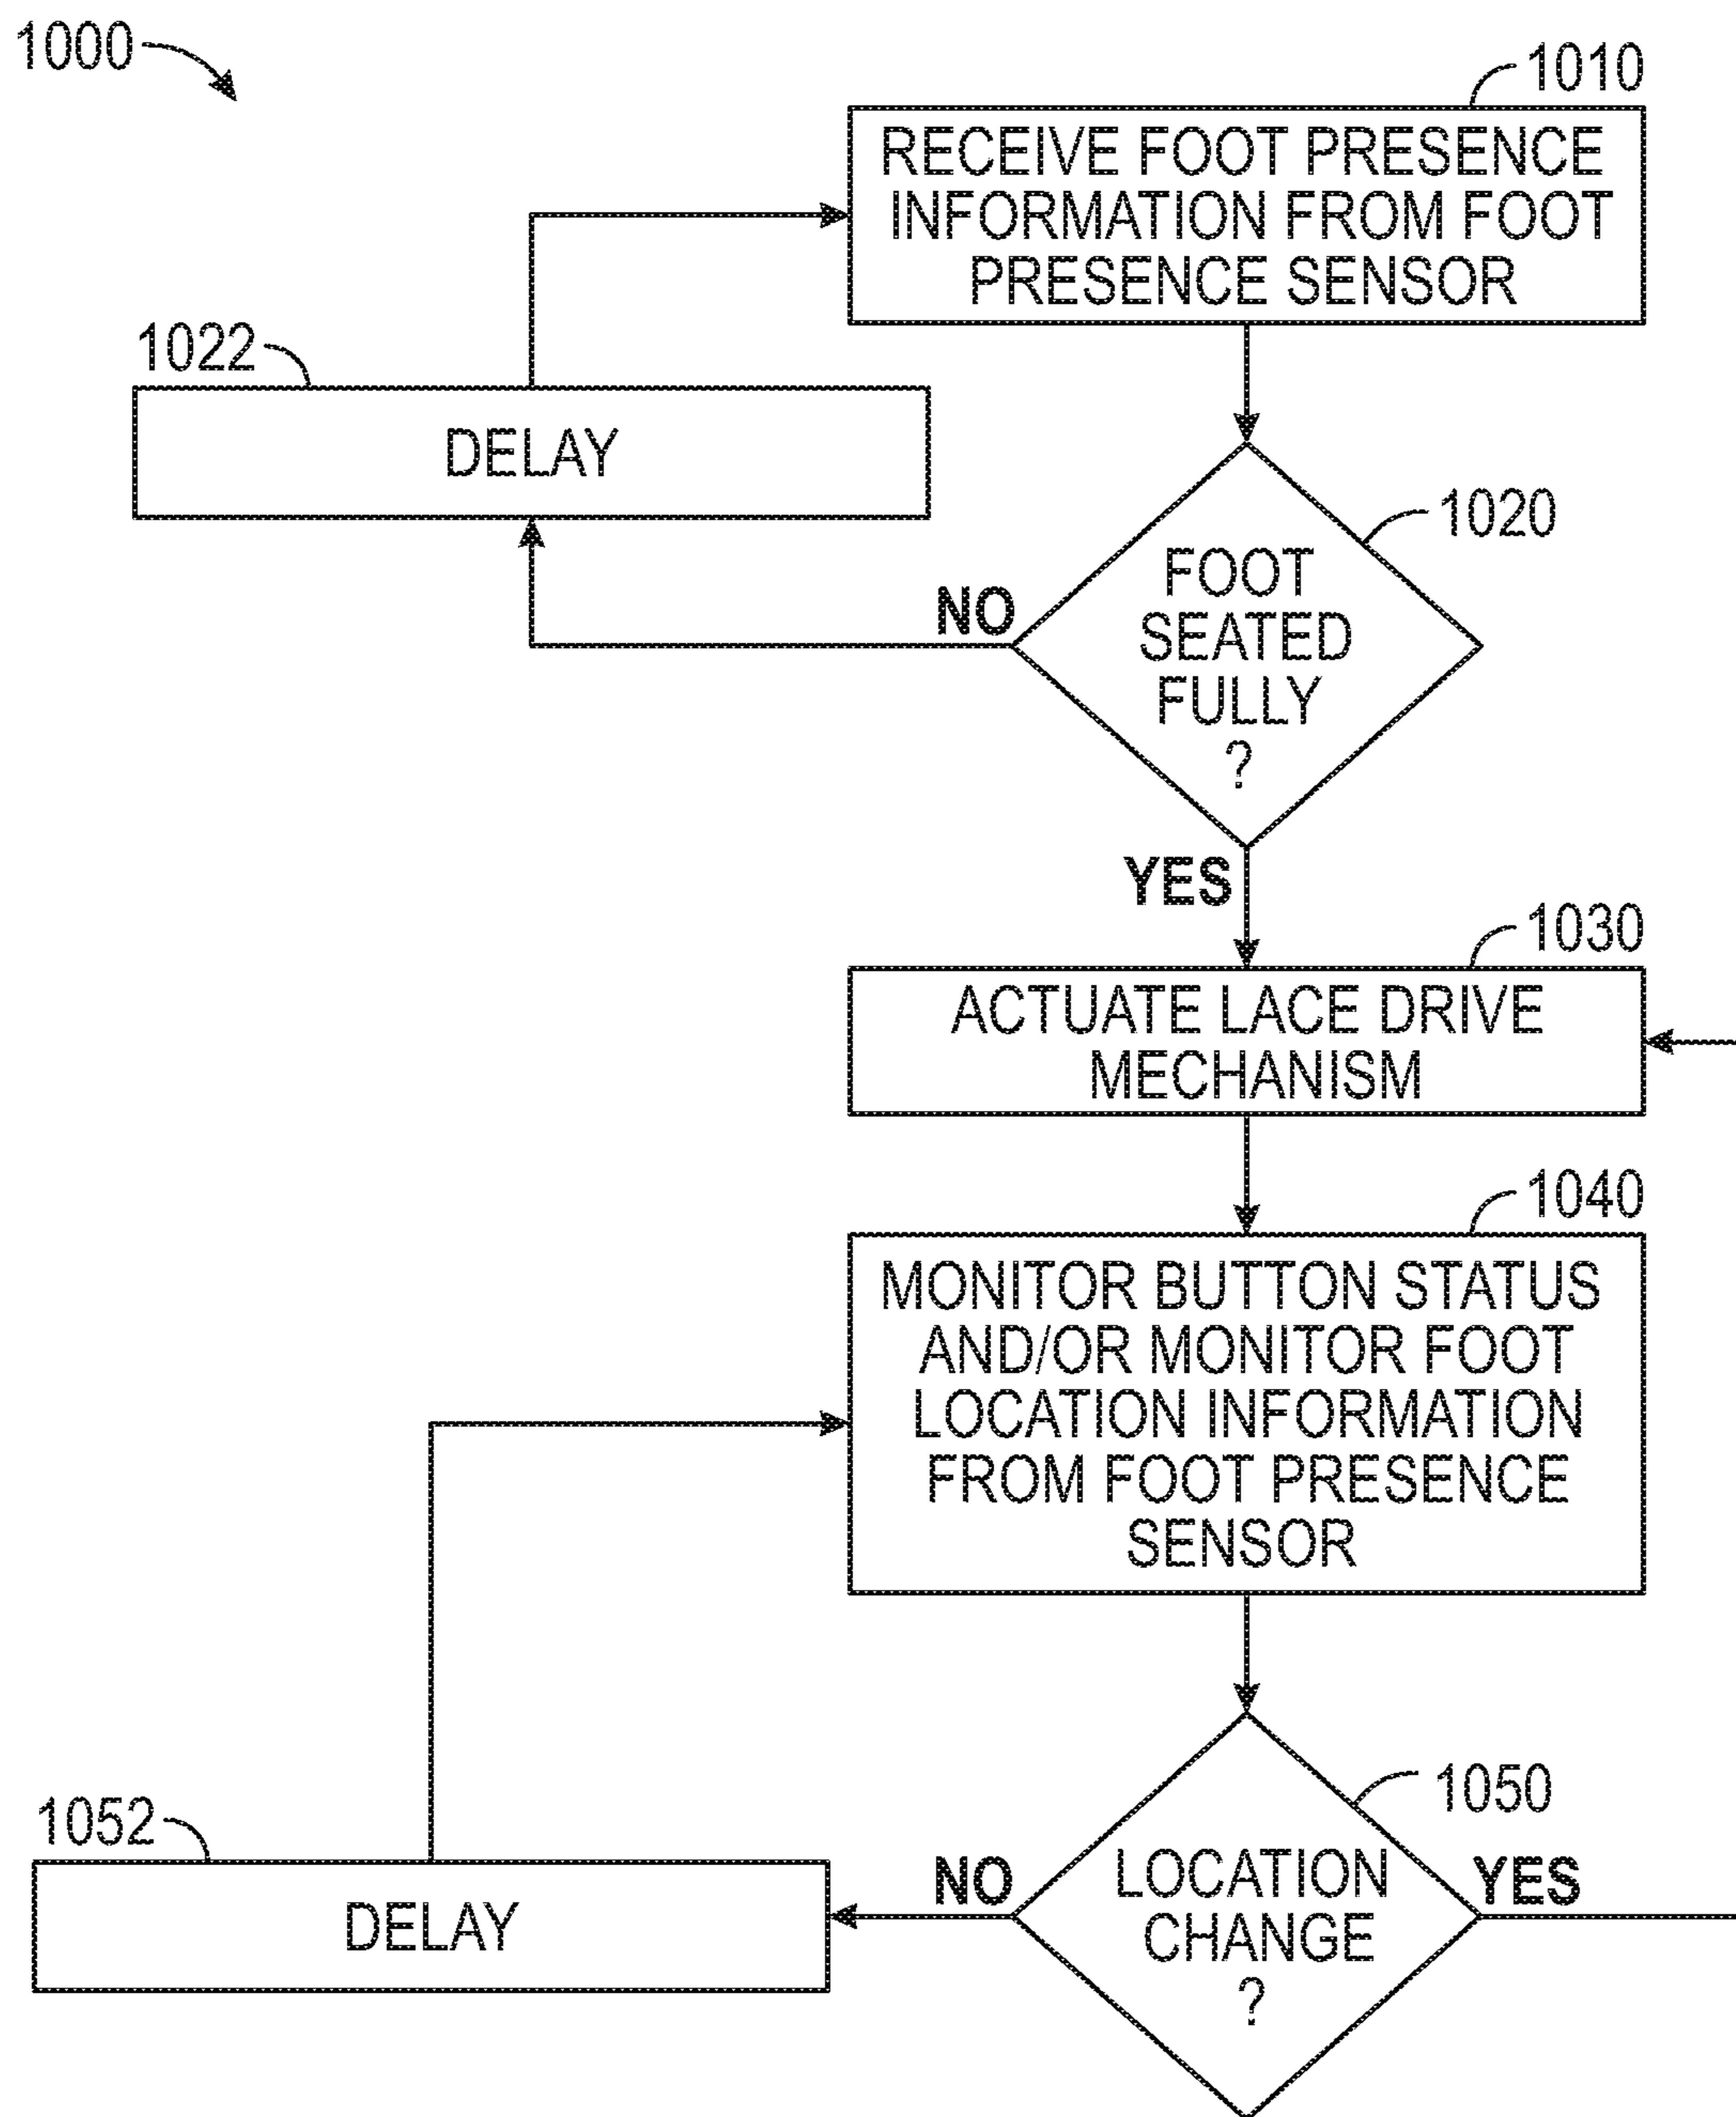 1000
1010
RECEIVE FOOT PRESENCE
INFORMATION FROM FOOT
PRESENCE SENSOR
1022
DELAY
1020
FOOT
SEATED
FULLY
?
NO
YES
1030
ACTUATE LACE DRIVE
MECHANISM
1040
MONITOR BUTTON STATUS
AND/OR MONITOR FOOT
LOCATION INFORMATION
FROM FOOT PRESENCE
SENSOR
1050
LOCATION
CHANGE
?
NO
YES
1052
DELAY